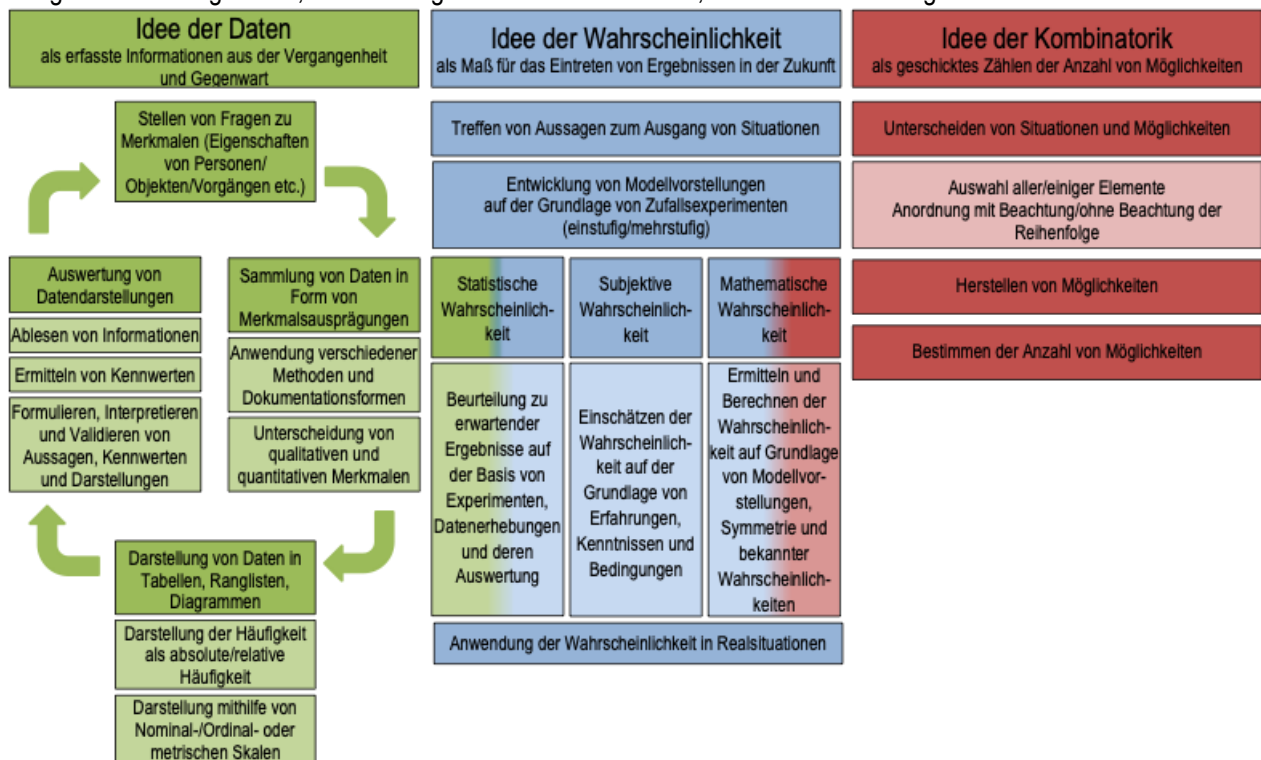 Idee der Daten
als erfasste Informationen aus der Vergangenheit
und Gegenwart
Stellen von Fragen zu
Merkmalen (Eigenschaften
von Personen/
Objekten/Vorgängen etc.)
Auswertung von
Datendarstellungen
Ablesen von Informationen
Ermitteln von Kennwerten
Formulieren, Interpretieren
und Validieren von
Aussagen, Kennwerten
und Darstellungen
Sammlung von Daten in
Form von
Merkmalsausprägungen
Anwendung verschiedener
Methoden und
Dokumentationsformen
Unterscheidung von
qualitativen und
quantitativen Merkmalen
Darstellung von Daten in
Tabellen, Ranglisten,
Diagrammen
Darstellung der Häufigkeit
als absolute/relative
Häufigkeit
Darstellung mithilfe von
Nominal-/Ordinal- oder
metrischen Skalen
Idee der Wahrscheinlichkeit
als Maß für das Eintreten von Ergebnissen in der Zukunft
Treffen von Aussagen zum Ausgang von Situationen
Entwicklung von Modellvorstellungen
auf der Grundlage von Zufallsexperimenten
(einstufig/mehrstufig)
Statistische
Wahrscheinlich-
keit
Beurteilung zu
erwartender
Ergebnisse auf
der Basis von
Experimenten,
Datenerhebungen
und deren
Auswertung
Subjektive
Wahrscheinlich-
keit
Einschätzen der
Wahrscheinlich-
keit auf der
Grundlage von
Erfahrungen,
Kenntnissen und
Bedingungen
Mathematische
Wahrscheinlich-
keit
Ermitteln und
Berechnen der
Wahrscheinlich-
keit auf Grundlage
von Modellvor-
stellungen,
Symmetrie und
bekannter
Wahrscheinlich-
keiten
Anwendung der Wahrscheinlichkeit in Realsituationen
Idee der Kombinatorik
als geschicktes Zählen der Anzahl von Möglichkeiten
Unterscheiden von Situationen und Möglichkeiten
Auswahl aller/einiger Elemente
Anordnung mit Beachtung/ohne Beachtung der
Reihenfolge
Herstellen von Möglichkeiten
Bestimmen der Anzahl von Möglichkeiten